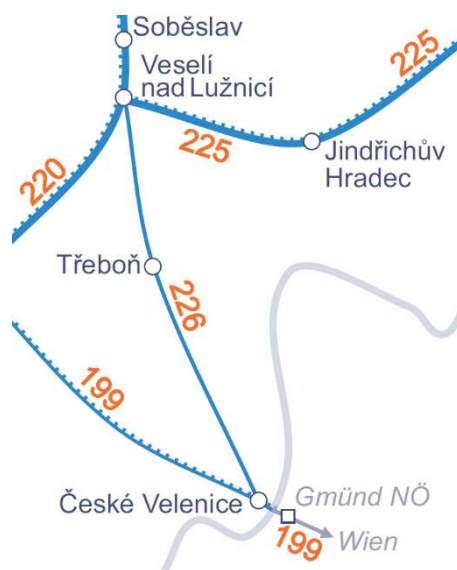 Soběslav
Veselí
nad Lužnicí
225
225
Jindřichův
Hradec
220
Třeboň
226
199
České Velenice
Gmünd NÖ
199
Wien